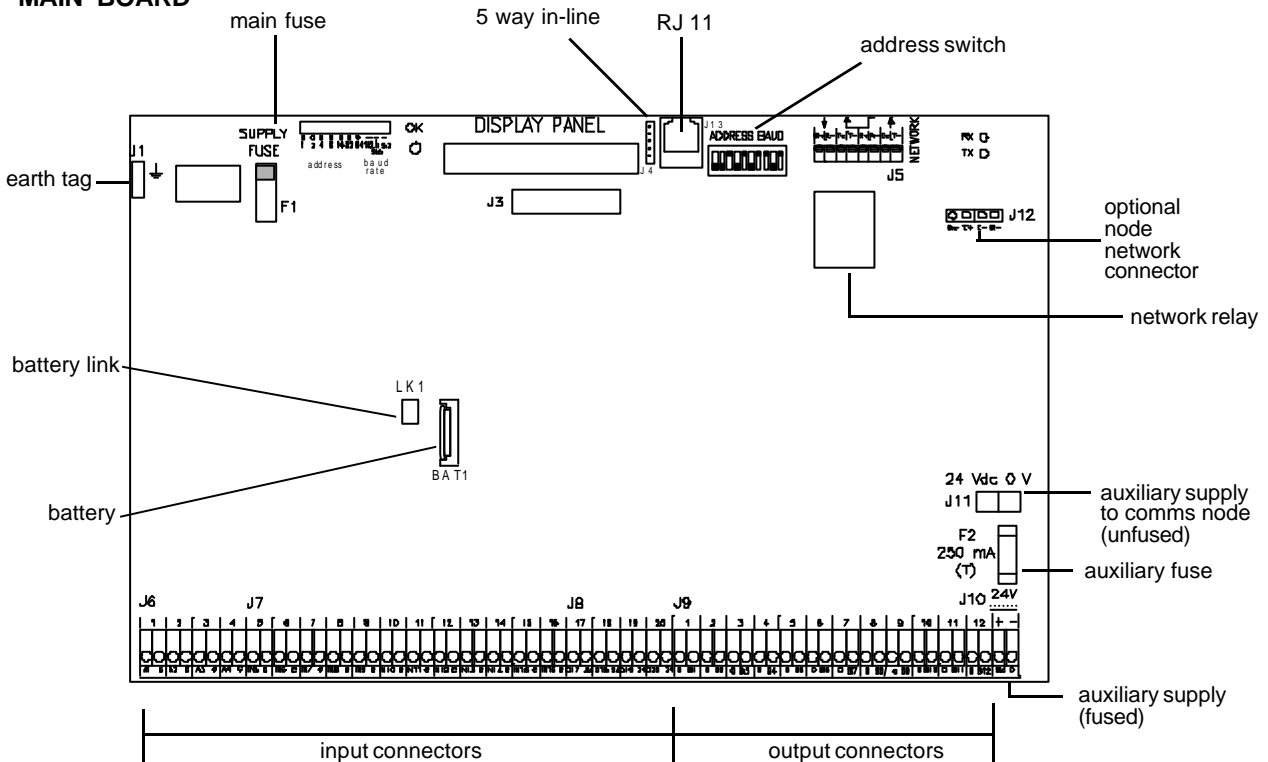 MAIN BOARD
main fuse
5 way in-line
RJ 11
address switch
SUPPLY
FUSE
OK
address
baud
rate
DISPLAY PANEL
J13
ADDRESS BAUD
NETWORK
RX
TX
J1
earth tag
F1
J3
J4
J5
J12
optional
node
network
connector
network relay
battery link
LK1
BAT1
battery
24 Vdc 0 V
J11
auxiliary supply
to comms node
(unfused)
F2
250 mA
(T)
auxiliary fuse
J10 24V
J6 J7 J8 J9
1 2 3 4 5 6 7 8 9 10 11 12 13 14 15 16 17 18 19 20 1 2 3 4 5 6 7 8 9 10 11 12 + -
auxiliary supply
(fused)
input connectors
output connectors